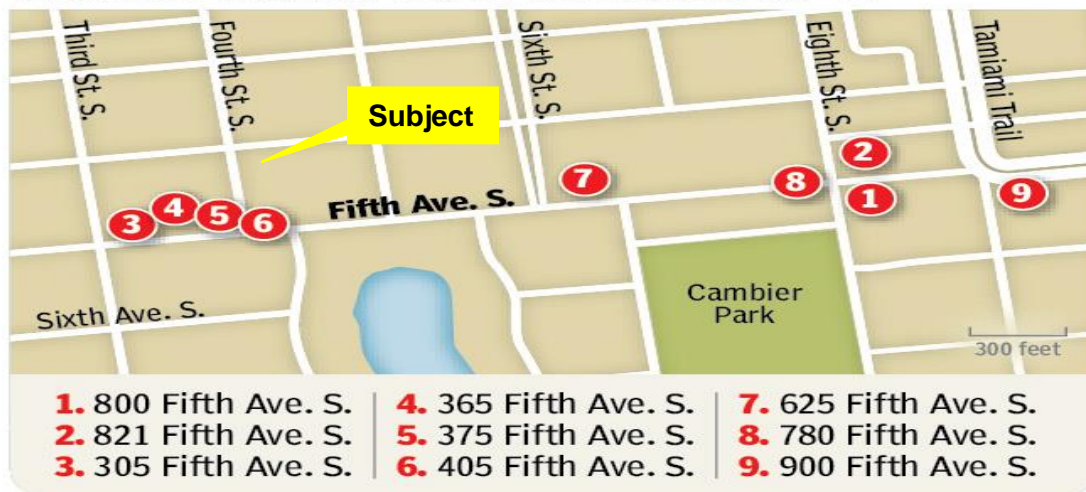 Third St. S.
Fourth St. S.
Sixth St. S.
Eighth St. S.
Tamiami Trail
Subject
2
7
8
1
9
4
5
3
6
Fifth Ave. S.
Sixth Ave. S.
Cambier
Park
300 feet
1. 800 Fifth Ave. S.
2. 821 Fifth Ave. S.
3. 305 Fifth Ave. S.
4. 365 Fifth Ave. S.
5. 375 Fifth Ave. S.
6. 405 Fifth Ave. S.
7. 625 Fifth Ave. S.
8. 780 Fifth Ave. S.
9. 900 Fifth Ave. S.